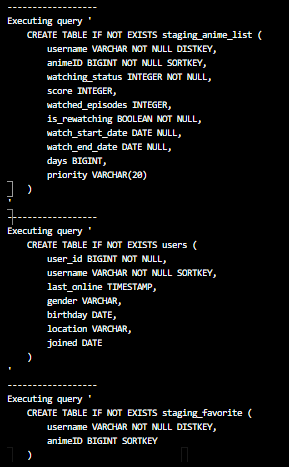 ------------------
Executing query '
    CREATE TABLE IF NOT EXISTS staging_anime_list (
        username VARCHAR NOT NULL DISTKEY,
        animeID BIGINT NOT NULL SORTKEY,
        watching_status INTEGER NOT NULL,
        score INTEGER,
        watched_episodes INTEGER,
        is_rewatching BOOLEAN NOT NULL,
        watch_start_date DATE NULL,
        watch_end_date DATE NULL,
        days BIGINT,
        priority VARCHAR(20)
    )
'
------------------
Executing query '
    CREATE TABLE IF NOT EXISTS users (
        user_id BIGINT NOT NULL,
        username VARCHAR NOT NULL SORTKEY,
        last_online TIMESTAMP,
        gender VARCHAR,
        birthday DATE,
        location VARCHAR,
        joined DATE
    )
'
------------------
Executing query '
    CREATE TABLE IF NOT EXISTS staging_favorite (
        username VARCHAR NOT NULL DISTKEY,
        animeID BIGINT SORTKEY
    )